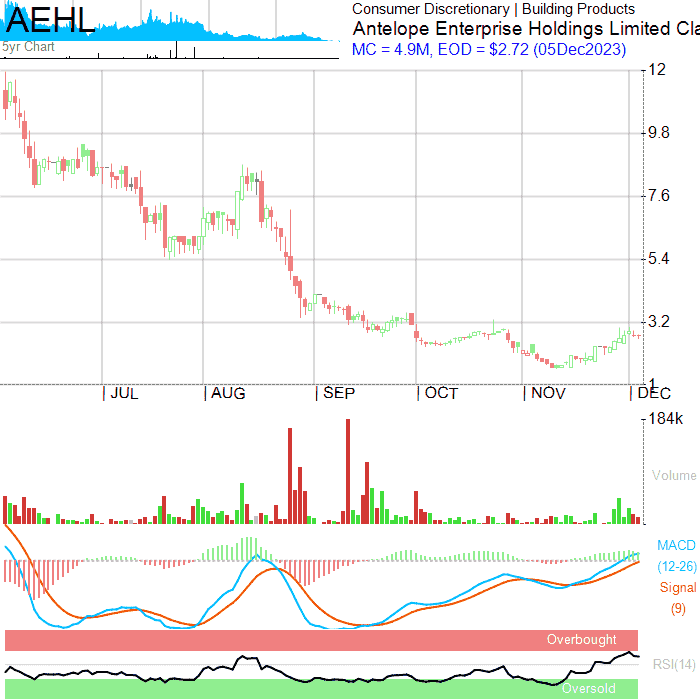 AEHL
5yr Chart
Consumer Discretionary | Building Products
Antelope Enterprise Holdings Limited Cla
MC = 4.9M, EOD = $2.72 (05Dec2023)
12
9.8
7.6
5.4
3.2
1
JUL
AUG
SEP
OCT
NOV
DEC
184k
Volume
MACD
(12-26)
Signal
(9)
Overbought
RSI(14)
Oversold